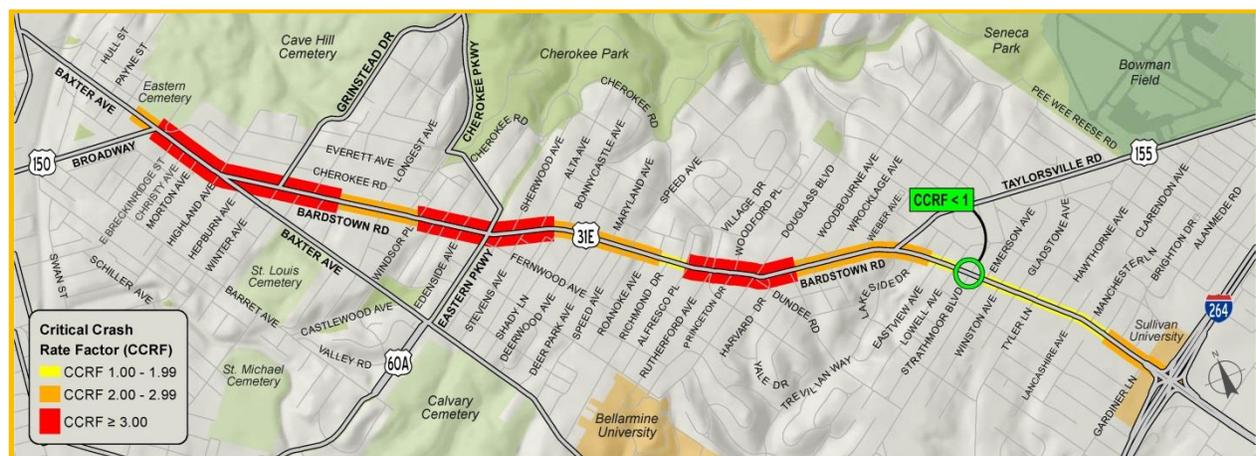 HULL ST
PAYNE ST
Cave Hill
Cemetery
GRINSTEAD DR
CHEROKEE PKWY
Cherokee Park
Seneca
Park
Bowman
Field
BAXTER AVE
Eastern
Cemetery
CHEROKEE RD
CHEROKEE RD
PEE WEE REESE RD
150
BROADWAY
EVERETT AVE
LONGEST AVE
CHEROKEE RD
SHERWOOD AVE
ALTA AVE
BONNYCASTLE AVE
MARYLAND AVE
SPEED AVE
VILLAGE DR
WOODFORD PL
DOUGLASS BLVD
WOODBOURNE AVE
WROCKLAGE AVE
WEBER AVE
CCRF < 1
TAYLORSVILLE RD
155
E BRECKINRIDGE ST
CHRISTY AVE
MORTON AVE
HIGHLAND AVE
HEPBURN AVE
WINTER AVE
BARDSTOWN RD
BAXTER AVE
WINDSOR PL
EDENSIDE AVE
EASTERN PKWY
31E
BARDSTOWN RD
EMERSON AVE
GLADSTONE AVE
HAWTHORNE AVE
MANCHESTER LN
CLARENDON AVE
BRIGHTON DR
ALANMEDE RD
SWAN ST
SCHILLER AVE
St. Louis
Cemetery
BARRET AVE
CASTLEWOOD AVE
VALLEY RD
St. Michael
Cemetery
60A
Calvary
Cemetery
STEVENS AVE
SHADY LN
DEERWOOD AVE
DEER PARK AVE
FERNWOOD AVE
SPEED AVE
ROANOKE AVE
RICHMOND DR
ALFRESCO PL
RUTHERFORD AVE
PRINCETON DR
HARVARD DR
DUNDEE RD
YALE DR
TREVILIAN WAY
LAKESIDE DR
EASTVIEW AVE
LOWELL AVE
STRATHMOOR BLVD
WINSTON AVE
TYLER LN
LANCASHIRE AVE
GARDINER LN
Sullivan
University
INTERSTATE
264
N
Bellarmine
University
Critical Crash
Rate Factor (CCRF)
CCRF 1.00 - 1.99
CCRF 2.00 - 2.99
CCRF ≥ 3.00